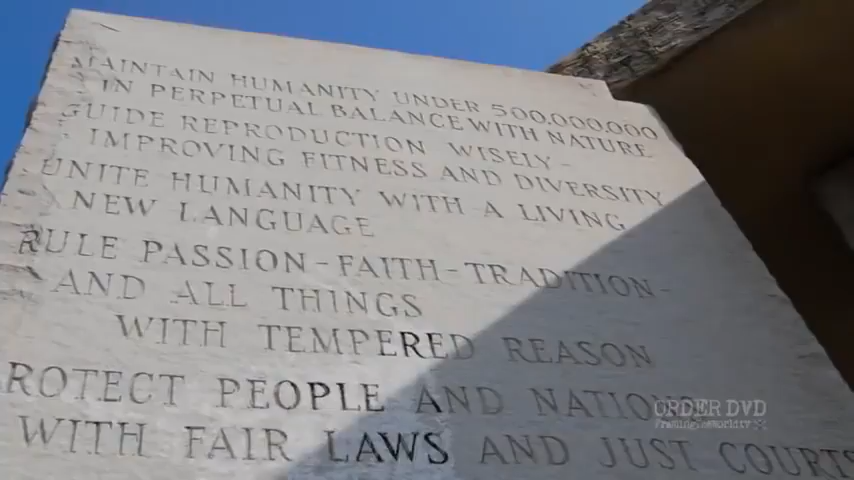 MAINTAIN HUMANITY UNDER 500,000,000
IN PERPETUAL BALANCE WITH NATURE
GUIDE REPRODUCTION WISELY -
IMPROVING FITNESS AND DIVERSITY
UNITE HUMANITY WITH A LIVING
NEW LANGUAGE
RULE PASSION - FAITH - TRADITION -
AND ALL THINGS
WITH TEMPERED REASON
ROTECT PEOPLE AND NATIONS
WITH FAIR LAWS AND JUST COURTS
ORDER DVD